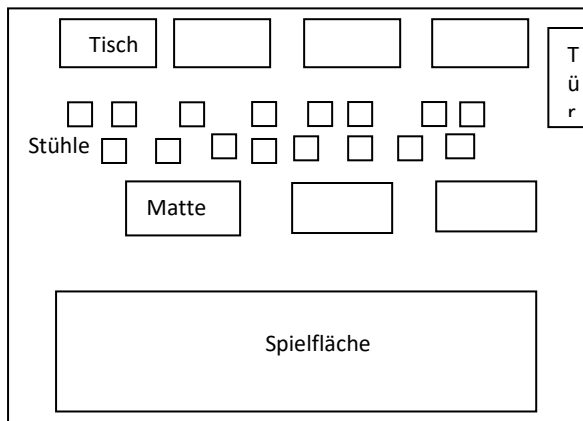 Tisch
T
ü
r
Stühle
Matte
Spielfläche